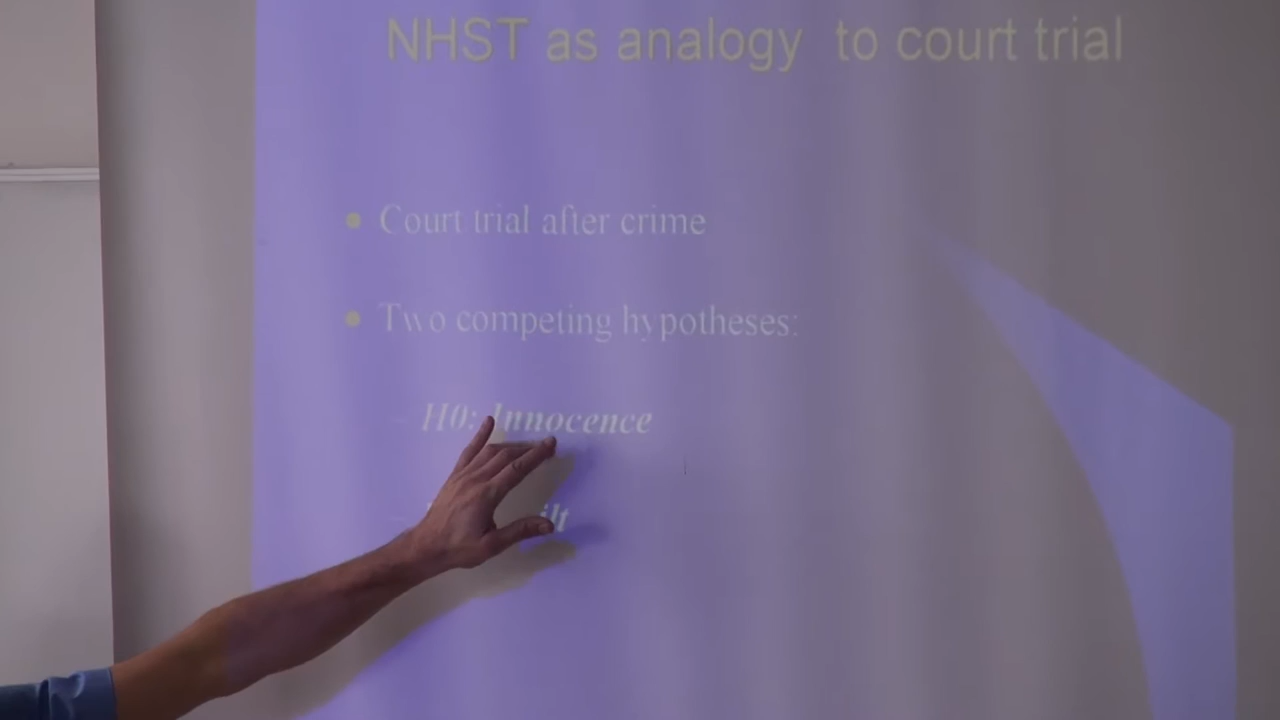 NHST as analogy to court trial
Court trial after crime
Two competing hypotheses:
H0: Innocence